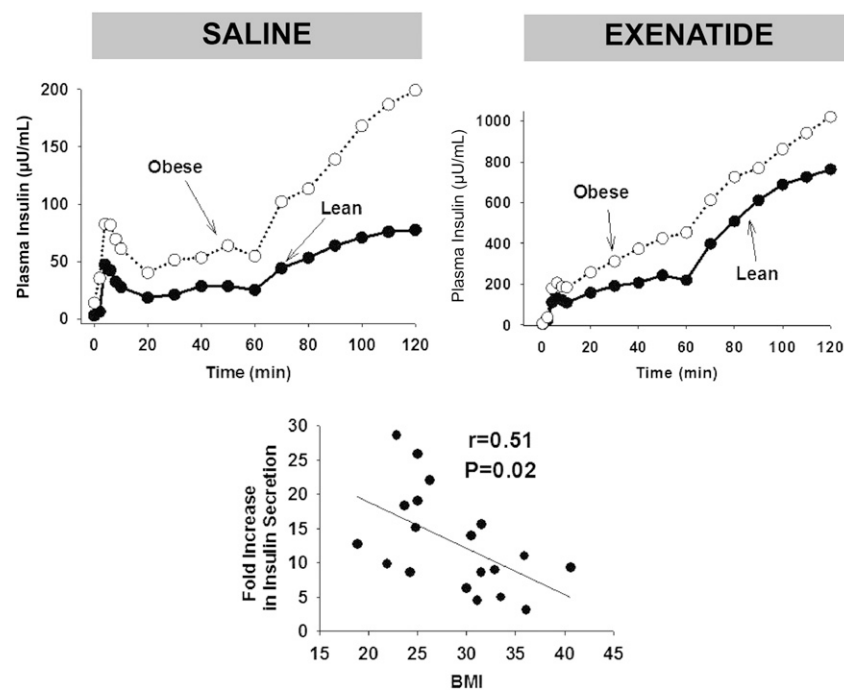 SALINE
EXENATIDE
Plasma Insulin (µU/mL)
200
150
100
50
0
Obese
Lean
0 20 40 60 80 100 120
Time (min)
Plasma Insulin (µU/mL)
1000
800
600
400
200
0
Obese
Lean
0 20 40 60 80 100 120
Time (min)
Fold Increase
in Insulin Secretion
30
25
20
15
10
5
0
r=0.51
P=0.02
15 20 25 30 35 40 45
BMI